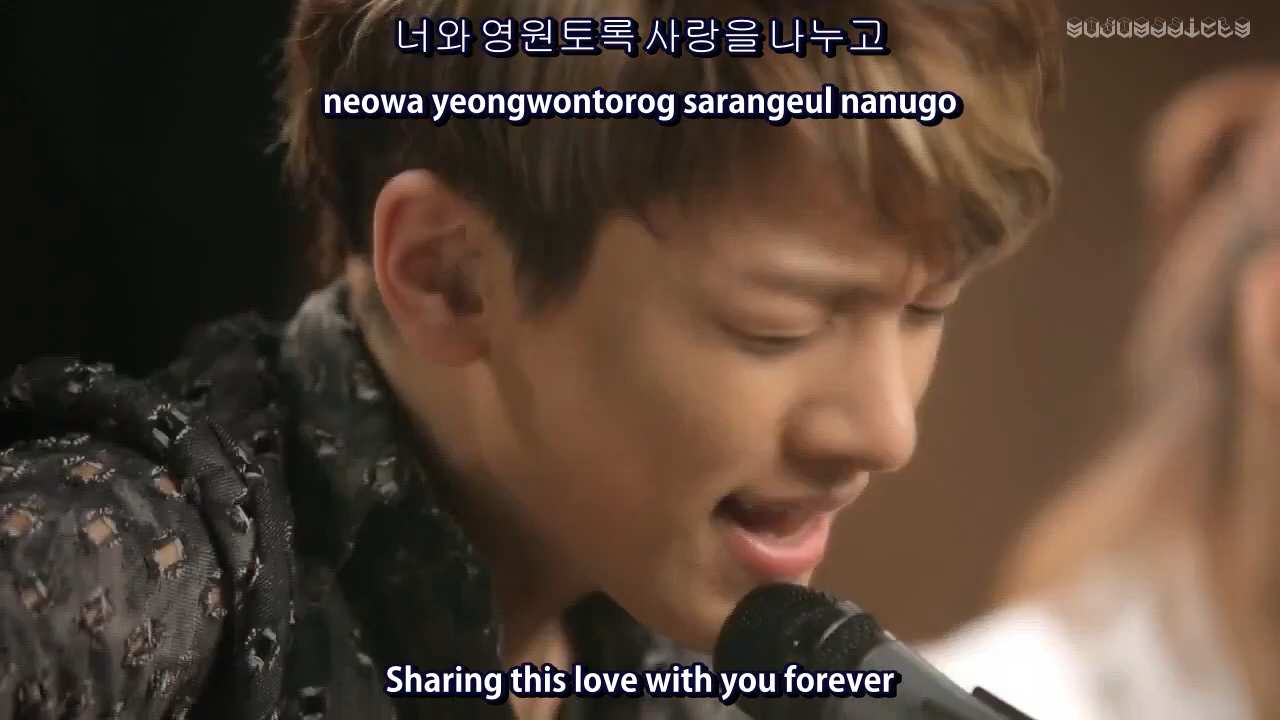 너와 영원토록 사랑을 나누고
neowa yeongwontorog sarangeul nanugo
Sharing this love with you forever